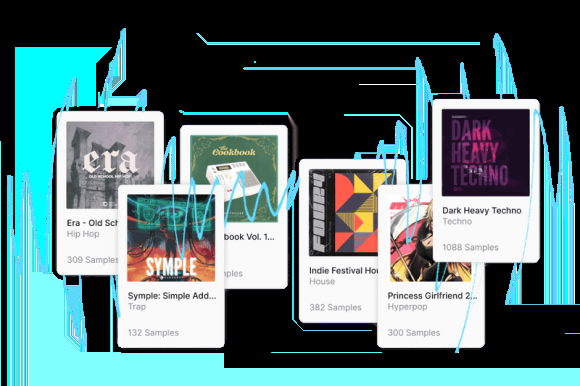 era
OLD SCHOOL HIP HOP
Era - Old Sch
Hip Hop
309 Samples
SYMPLE
Symple: Simple Add...
Trap
132 Samples
the
Cookbook
book Vol. 1...
ples
Indie Festival Hou
House
382 Samples
Princess Girlfriend 2...
Hyperpop
300 Samples
DARK
HEAVY
TECHNO
Dark Heavy Techno
Techno
1088 Samples